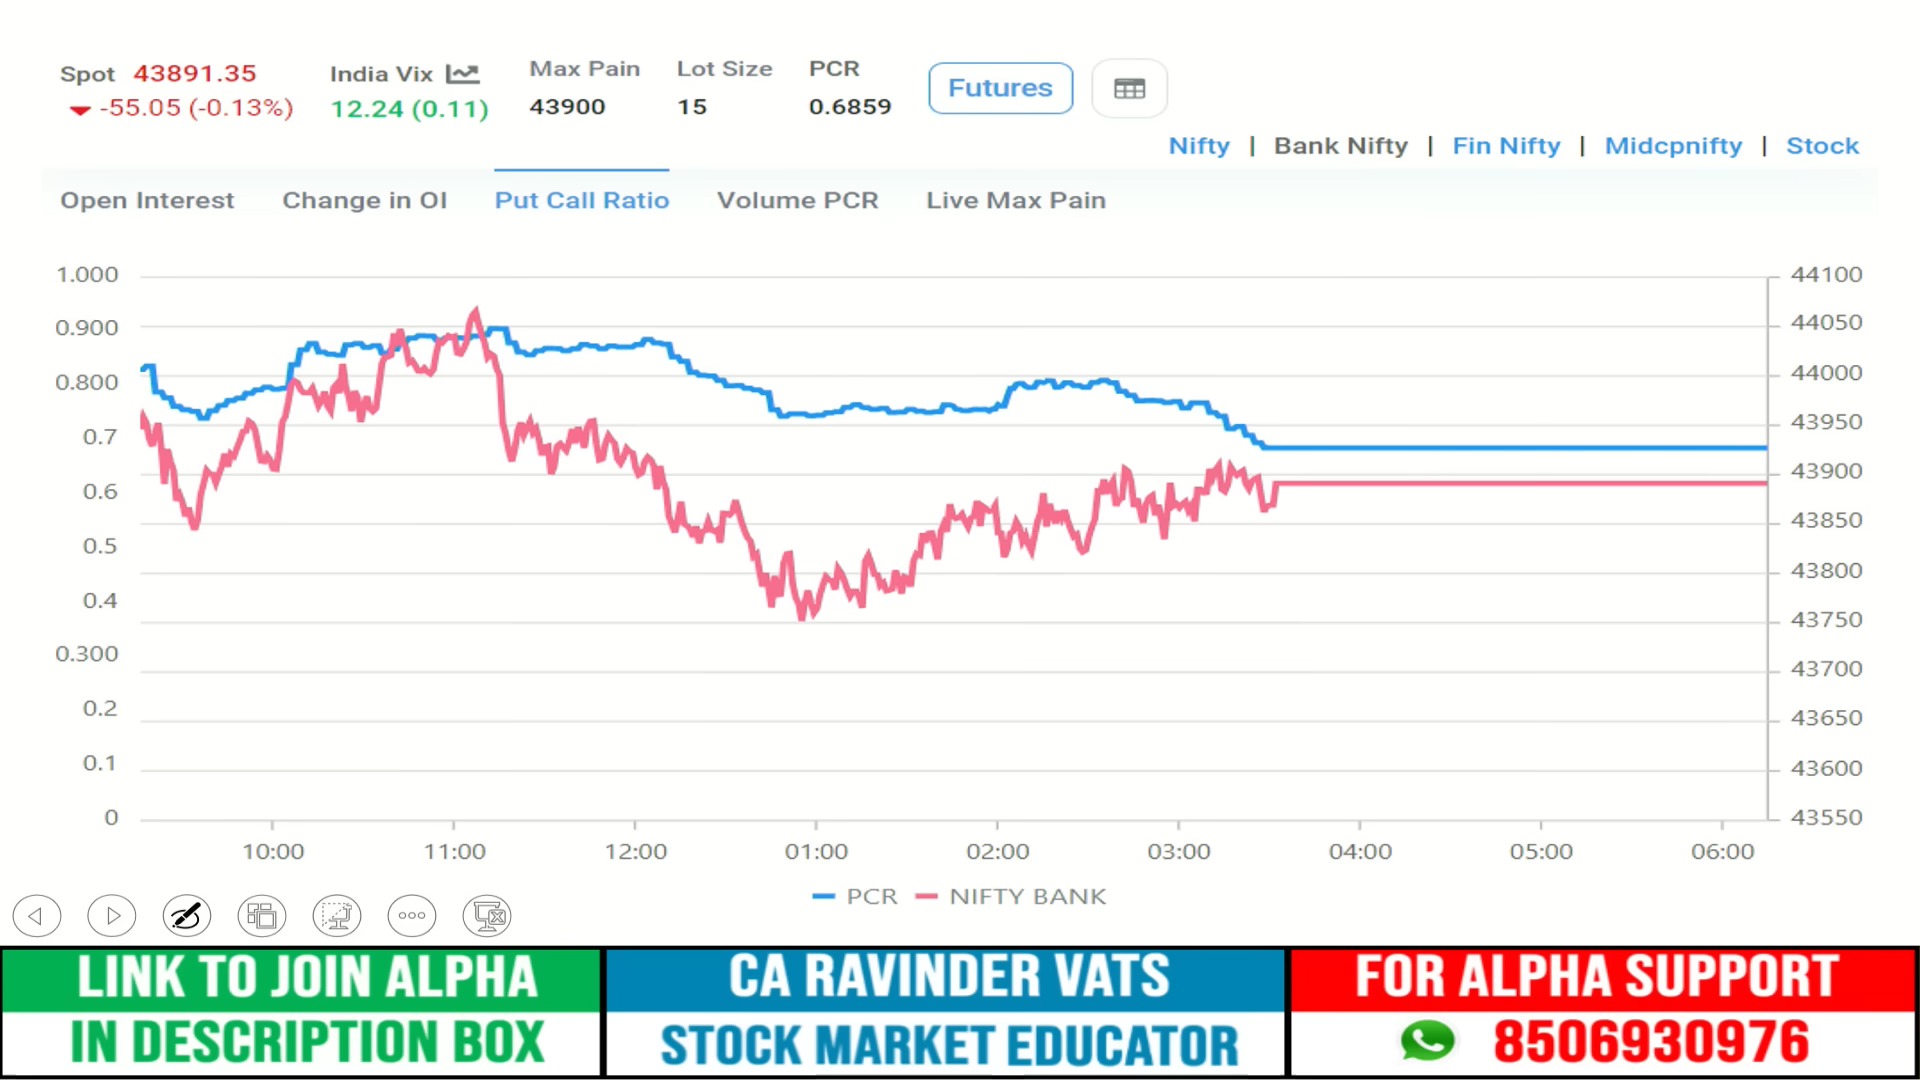 Spot 43891.35
-55.05 (-0.13%)
India Vix
12.24 (0.11)
Max Pain
43900
Lot Size
15
PCR
0.6859
Futures
Nifty | Bank Nifty | Fin Nifty | Midcpnifty | Stock
Open Interest Change in OI Put Call Ratio Volume PCR Live Max Pain
1.000
0.900
0.800
0.7
0.6
0.5
0.4
0.300
0.2
0.1
0
44100
44050
44000
43950
43900
43850
43800
43750
43700
43650
43600
43550
10:00 11:00 12:00 01:00 02:00 03:00 04:00 05:00 06:00
PCR NIFTY BANK
LINK TO JOIN ALPHA
IN DESCRIPTION BOX
CA RAVINDER VATS
STOCK MARKET EDUCATOR
FOR ALPHA SUPPORT
8506930976